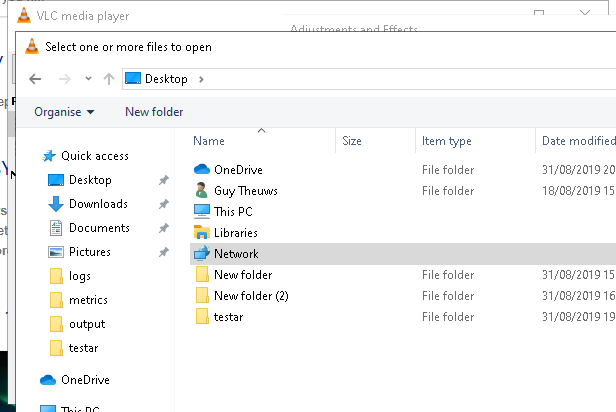 VLC media player
Adjustments and Effects
Select one or more files to open
Desktop
Organise New folder
Name Size Item type Date modified
Quick access
Desktop
Downloads
Documents
Pictures
logs
metrics
output
testar
OneDrive
This PC
OneDrive File folder 31/08/2019 20
Guy Theuws File folder 18/08/2019 15
This PC
Libraries
Network
New folder File folder 31/08/2019 15
New folder (2) File folder 31/08/2019 16
testar File folder 31/08/2019 19